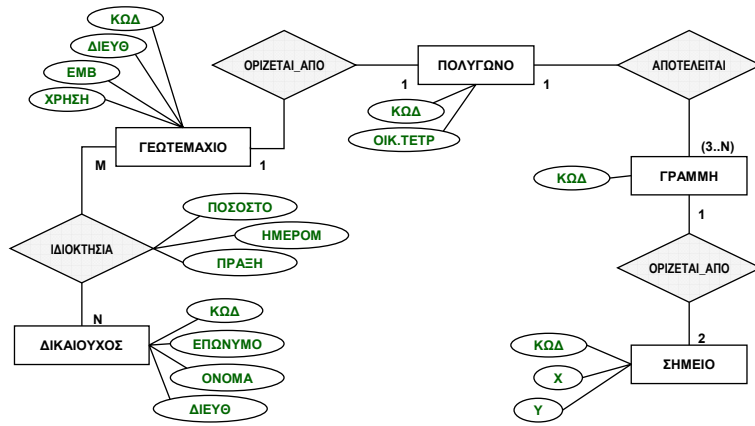 ΚΩΔ
ΔΙΕΥΘ
ΕΜΒ
ΧΡΗΣΗ
ΓΕΩΤΕΜΑΧΙΟ
1
Μ
ΟΡΙΖΕΤΑΙ_ΑΠΟ
1
ΠΟΛΥΓΩΝΟ
1
ΚΩΔ
ΟΙΚ.ΤΕΤΡ
ΑΠΟΤΕΛΕΙΤΑΙ
(3..Ν)
ΚΩΔ
ΓΡΑΜΜΗ
1
ΟΡΙΖΕΤΑΙ_ΑΠΟ
2
ΣΗΜΕΙΟ
ΚΩΔ
Χ
Υ
ΙΔΙΟΚΤΗΣΙΑ
ΠΟΣΟΣΤΟ
ΗΜΕΡΟΜ
ΠΡΑΞΗ
Ν
ΔΙΚΑΙΟΥΧΟΣ
ΚΩΔ
ΕΠΩΝΥΜΟ
ΟΝΟΜΑ
ΔΙΕΥΘ